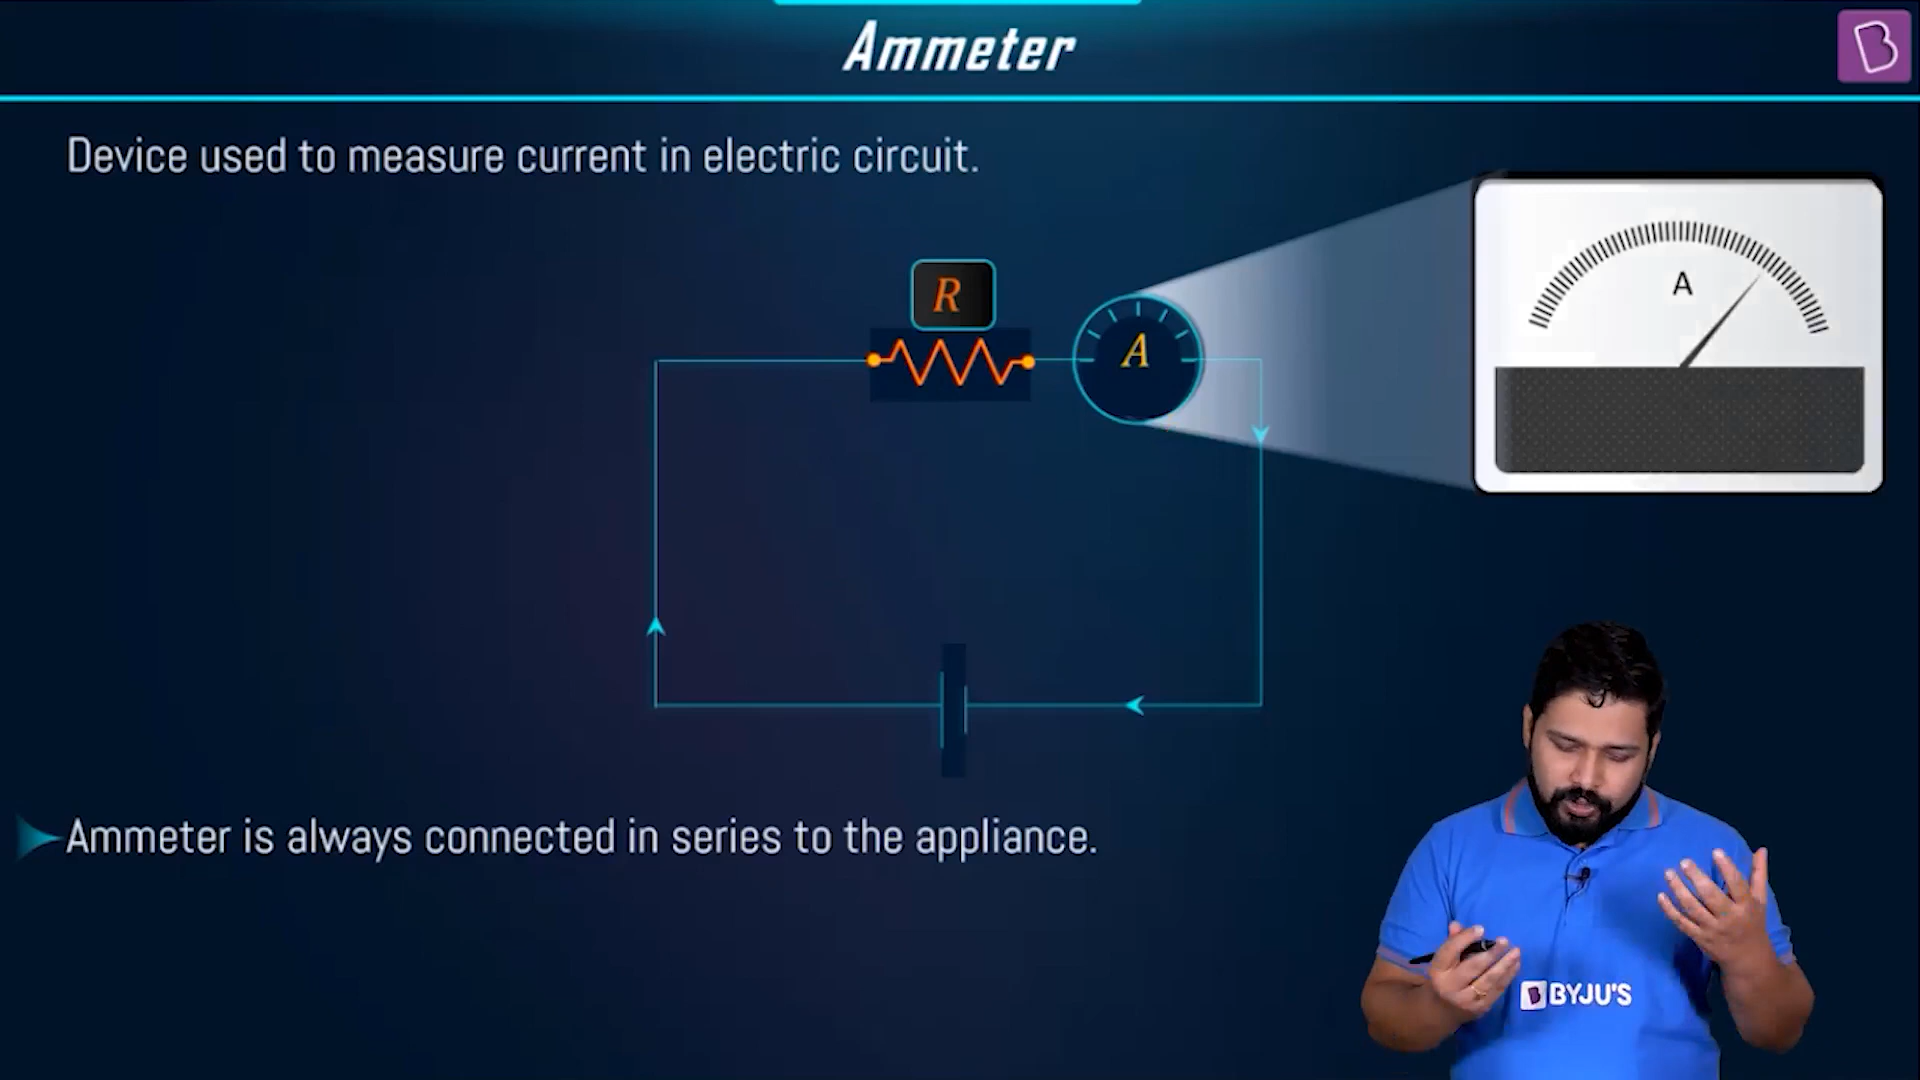 Ammeter
B
Device used to measure current in electric circuit.
R
A
A
Ammeter is always connected in series to the appliance.
B BYJU'S